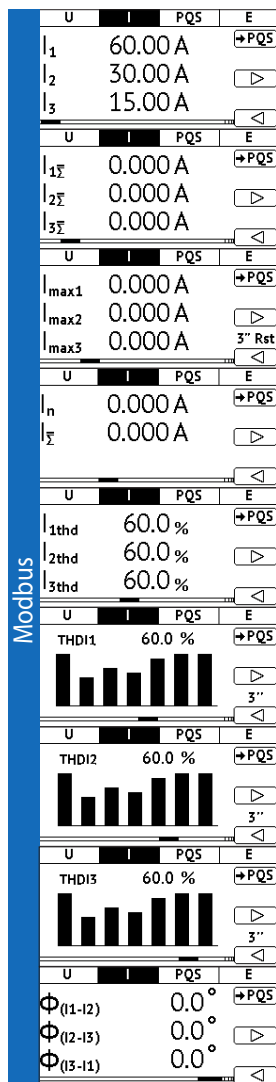 Modbus
U I PQS E
I1 60.00 A →PQS
I2 30.00 A
I3 15.00 A
U I PQS E
I1Σ 0.000 A →PQS
I2Σ 0.000 A
I3Σ 0.000 A
U I PQS E
Imax1 0.000 A →PQS
Imax2 0.000 A
Imax3 0.000 A 3" Rst
U I PQS E
In 0.000 A →PQS
IΣ 0.000 A
U I PQS E
I1thd 60.0 % →PQS
I2thd 60.0 %
I3thd 60.0 %
U I PQS E
THDI1 60.0 % →PQS
3"
U I PQS E
THDI2 60.0 % →PQS
3"
U I PQS E
THDI3 60.0 % →PQS
3"
U I PQS E
Φ(I1-I2) 0.0° →PQS
Φ(I2-I3) 0.0°
Φ(I3-I1) 0.0°